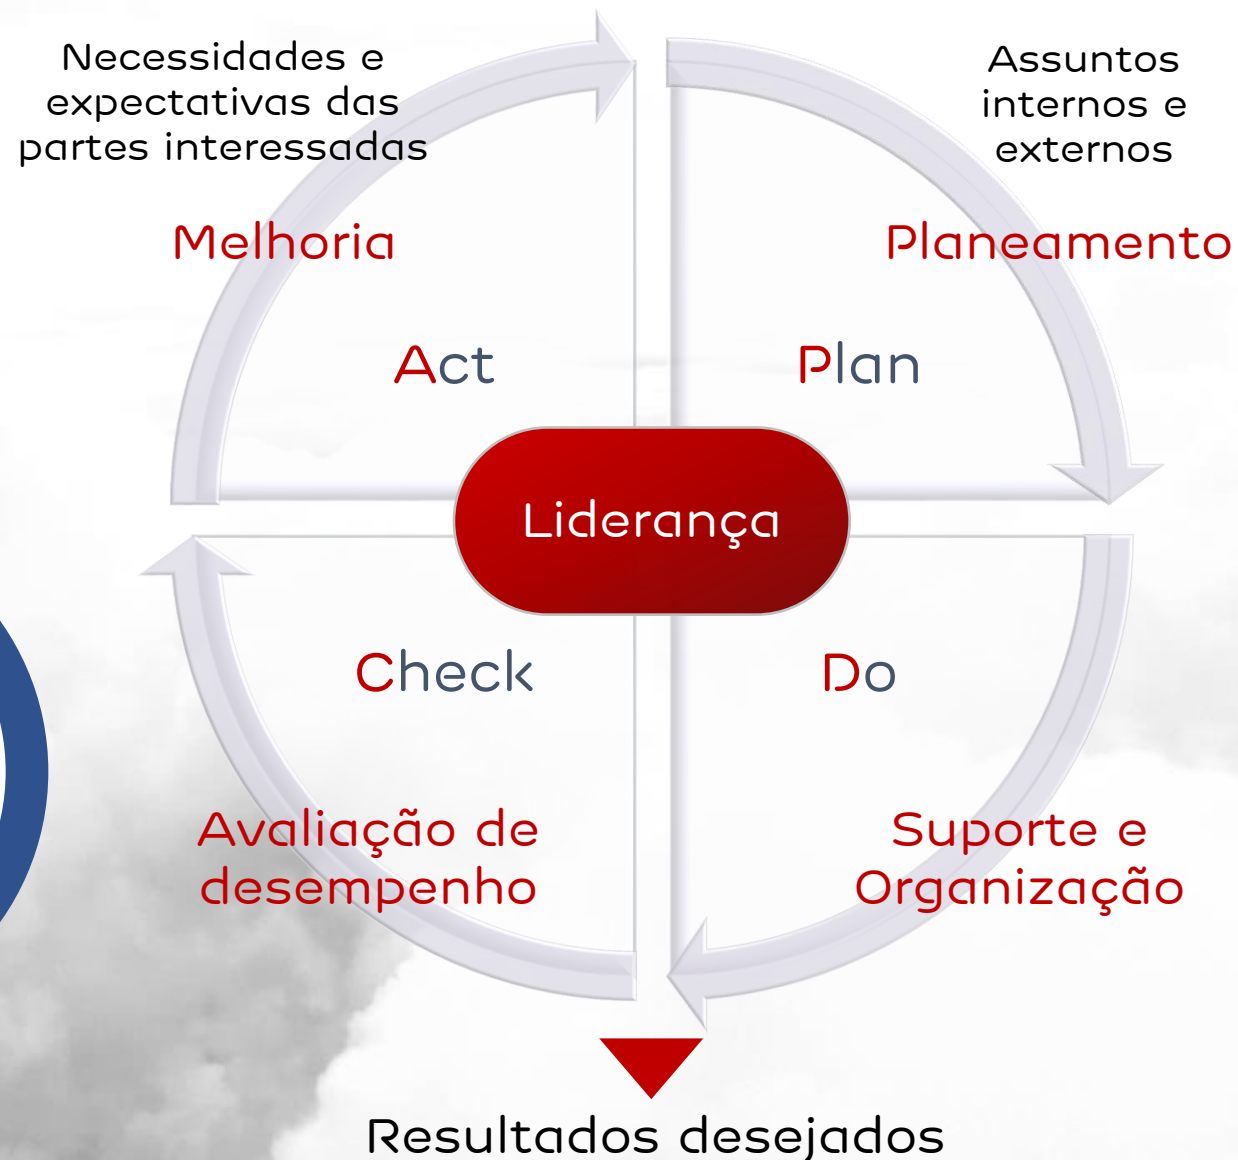 Necessidades e
expectativas das
partes interessadas
Assuntos
internos e
externos
Melhoria
Planeamento
Act
Plan
Liderança
Check
Do
Avaliação de
desempenho
Suporte e
Organização
Resultados desejados